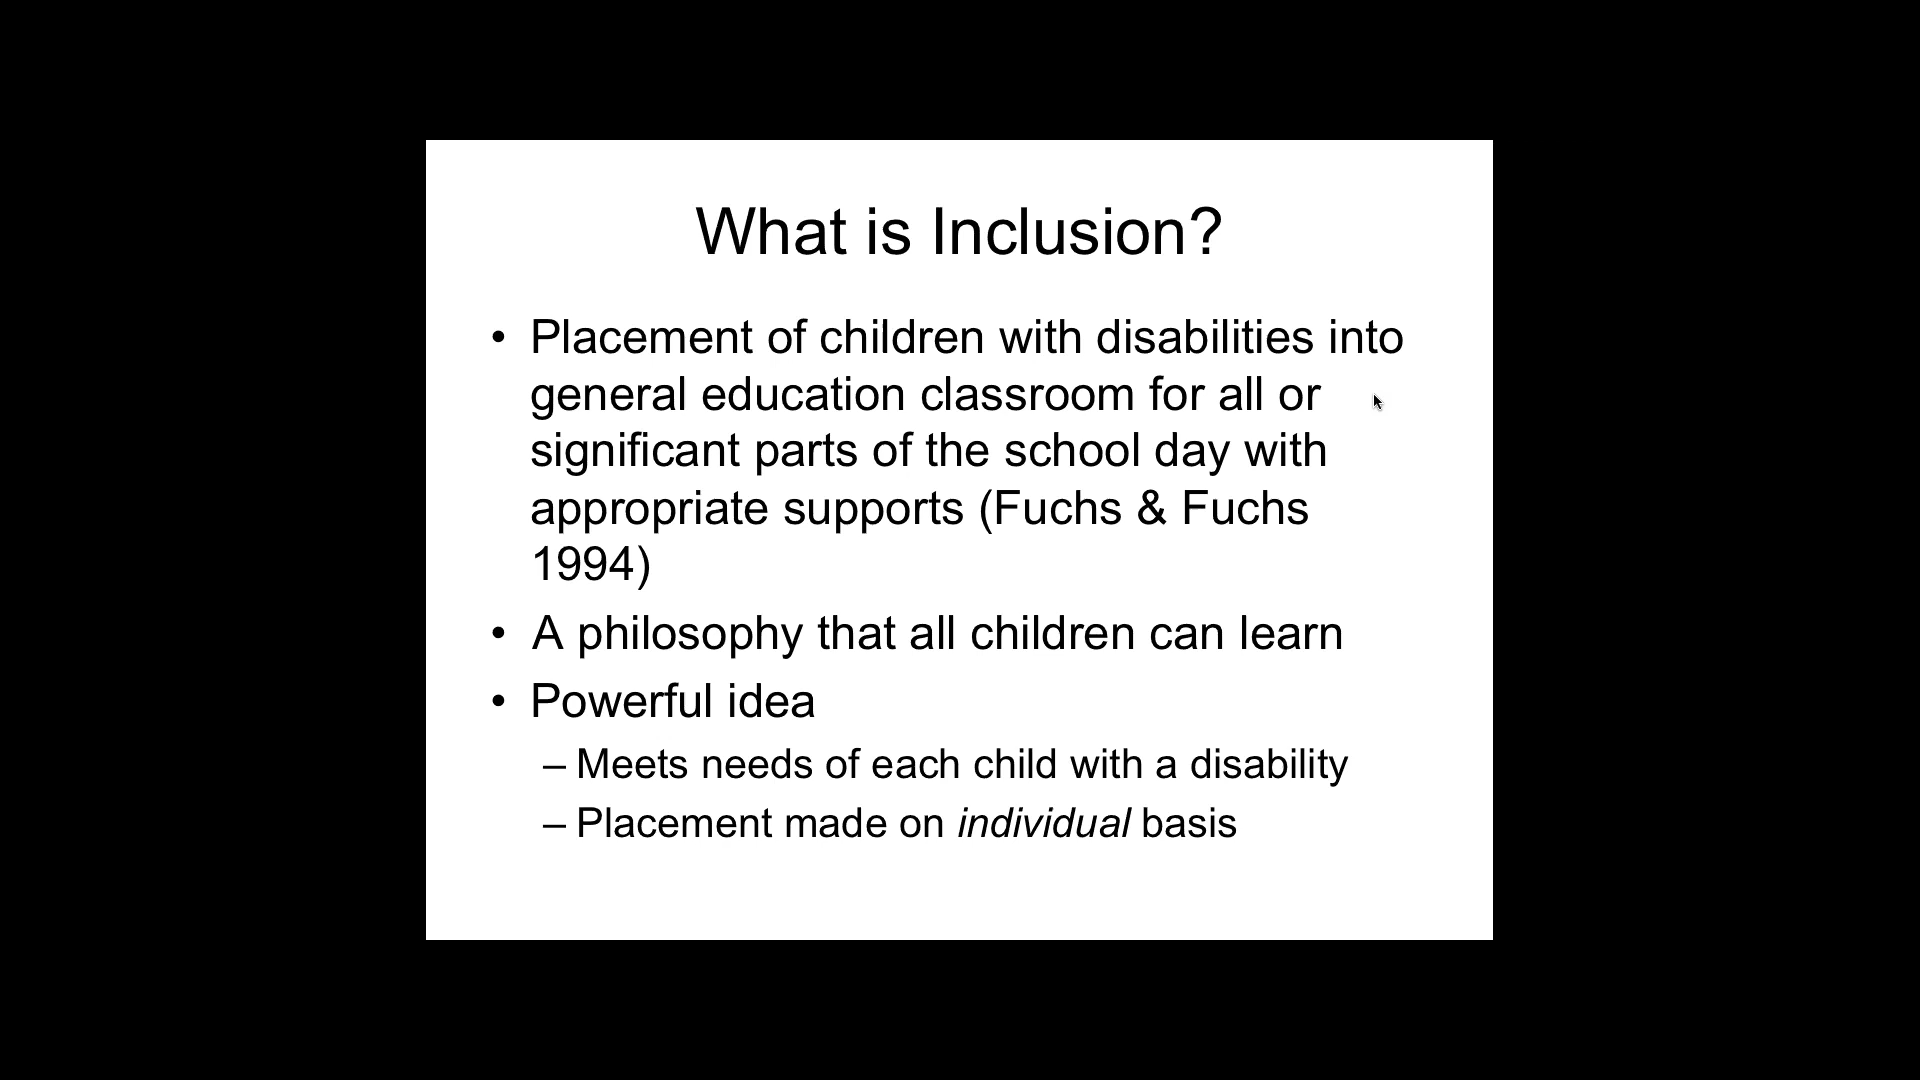 What is Inclusion?
• Placement of children with disabilities into
general education classroom for all or
significant parts of the school day with
appropriate supports (Fuchs & Fuchs
1994)
• A philosophy that all children can learn
• Powerful idea
– Meets needs of each child with a disability
– Placement made on individual basis